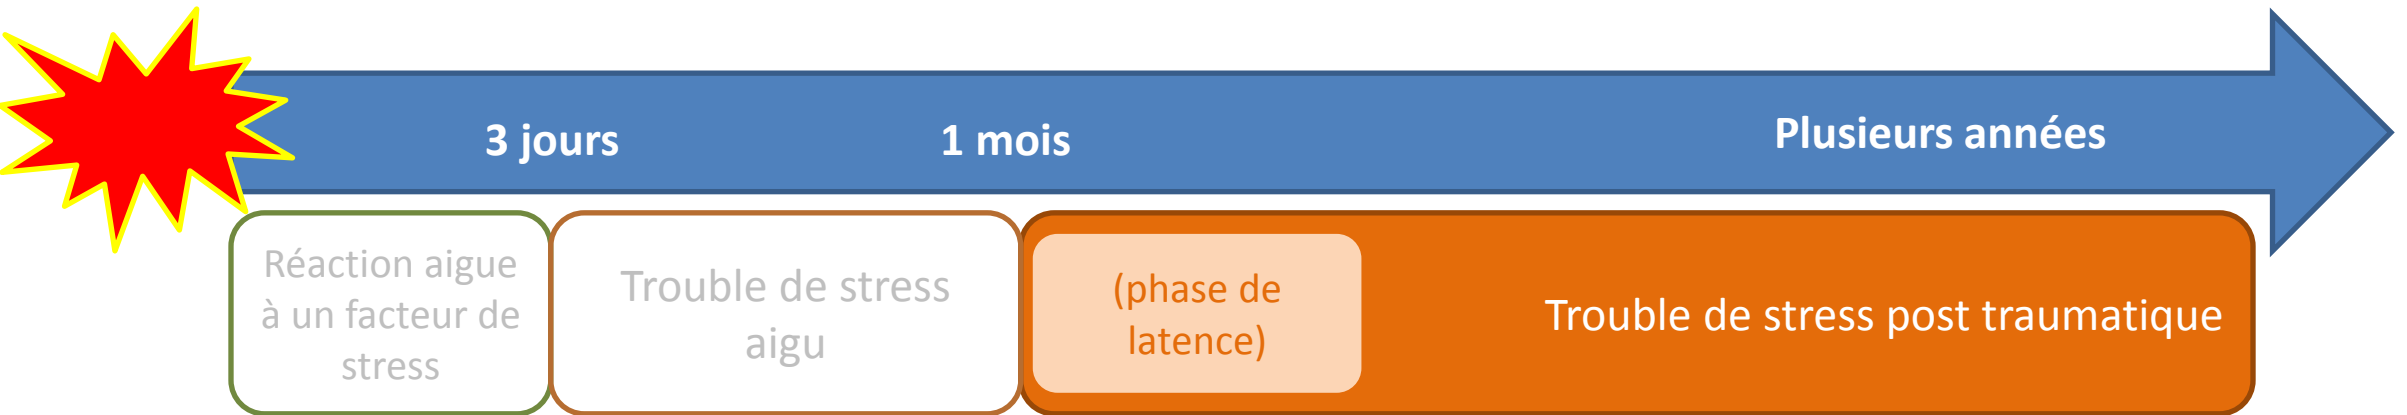 3 jours
1 mois
Plusieurs années
Réaction aigue
à un facteur de
stress
Trouble de stress
aigu
(phase de
latence)
Trouble de stress post traumatique